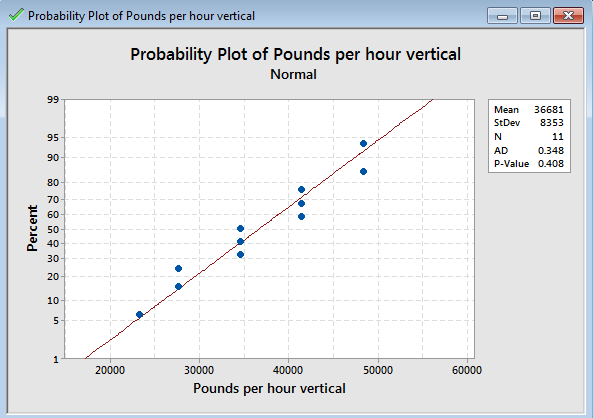 Probability Plot of Pounds per hour vertical
Probability Plot of Pounds per hour vertical
Normal
99
95
90
80
70
60
50
40
30
20
10
5
1
Percent
20000 30000 40000 50000 60000
Pounds per hour vertical
Mean 36681
StDev 8353
N 11
AD 0.348
P-Value 0.408